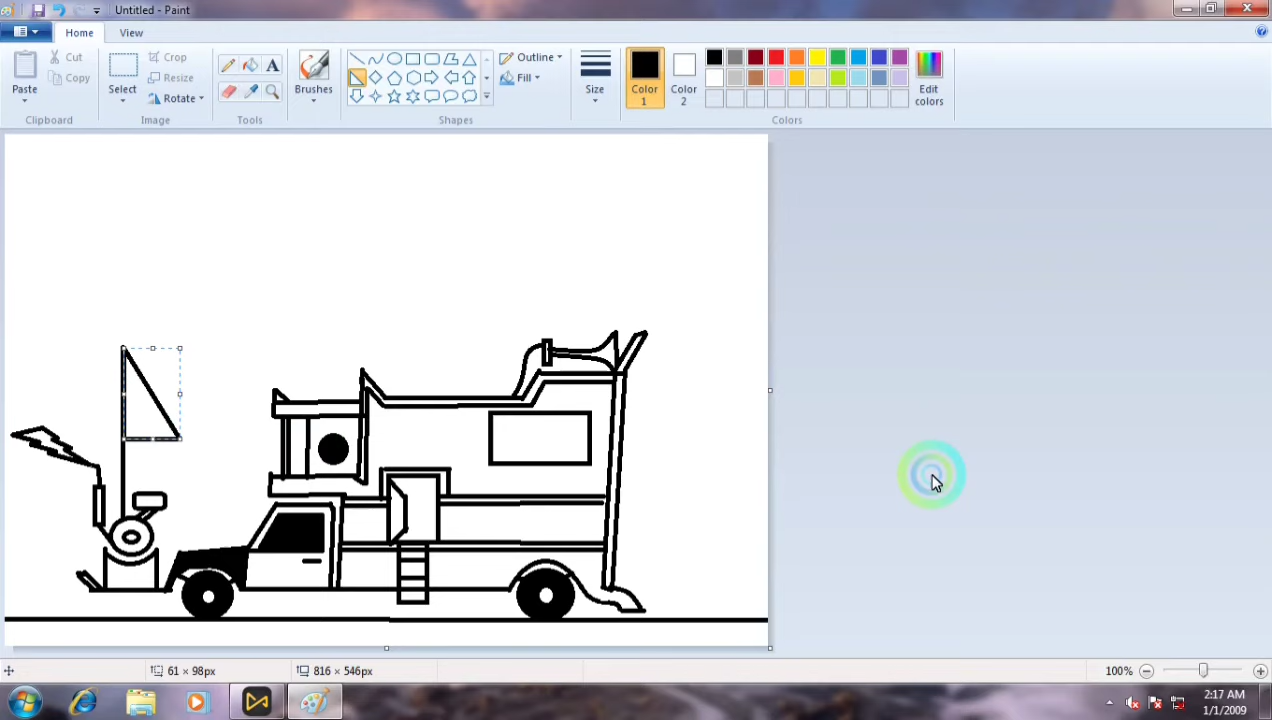 Untitled - Paint
Home View
Paste
Cut
Copy
Clipboard
Select
Crop
Resize
Rotate
Image
A
Tools
Brushes
Outline
Fill
Shapes
Size
Color 1
Color 2
Edit colors
Colors
61 × 98px
816 × 546px
100%
2:17 AM
1/1/2009